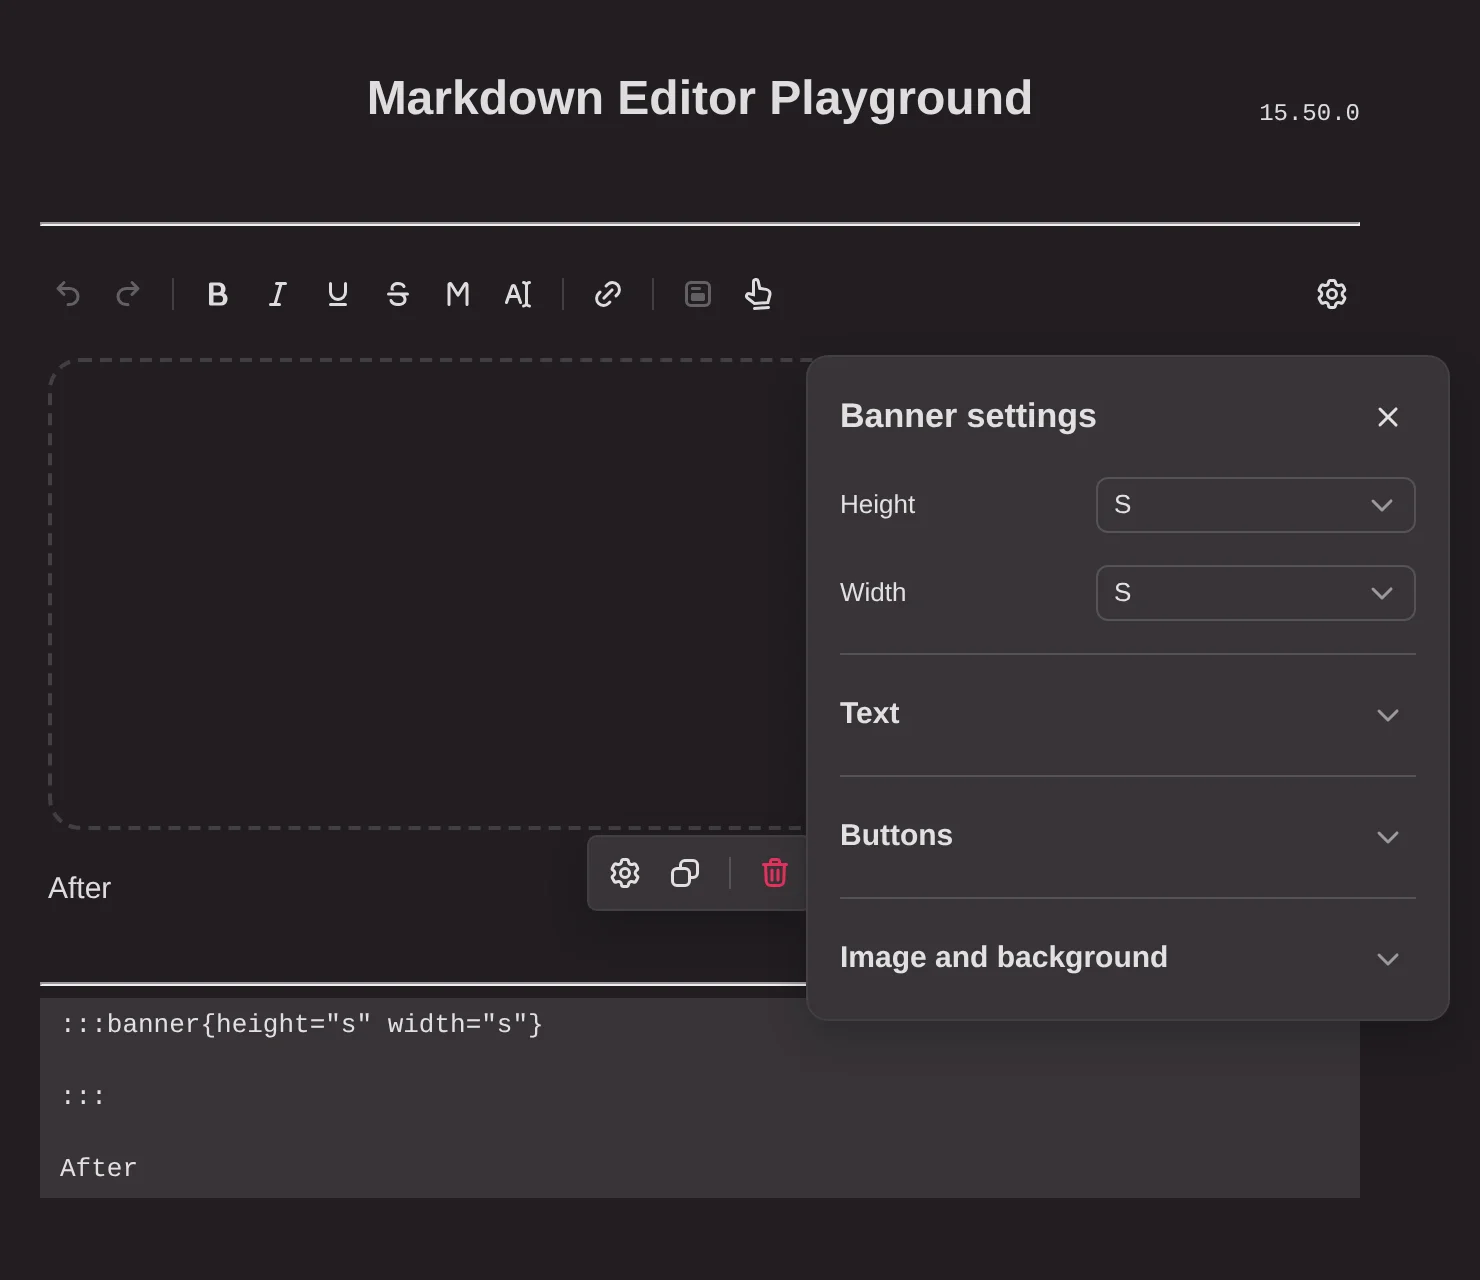 Markdown Editor Playground
15.50.0
Banner settings
Height
S
Width
S
Text
Buttons
Image and background
After
:::banner{height="s" width="s"}
:::
After